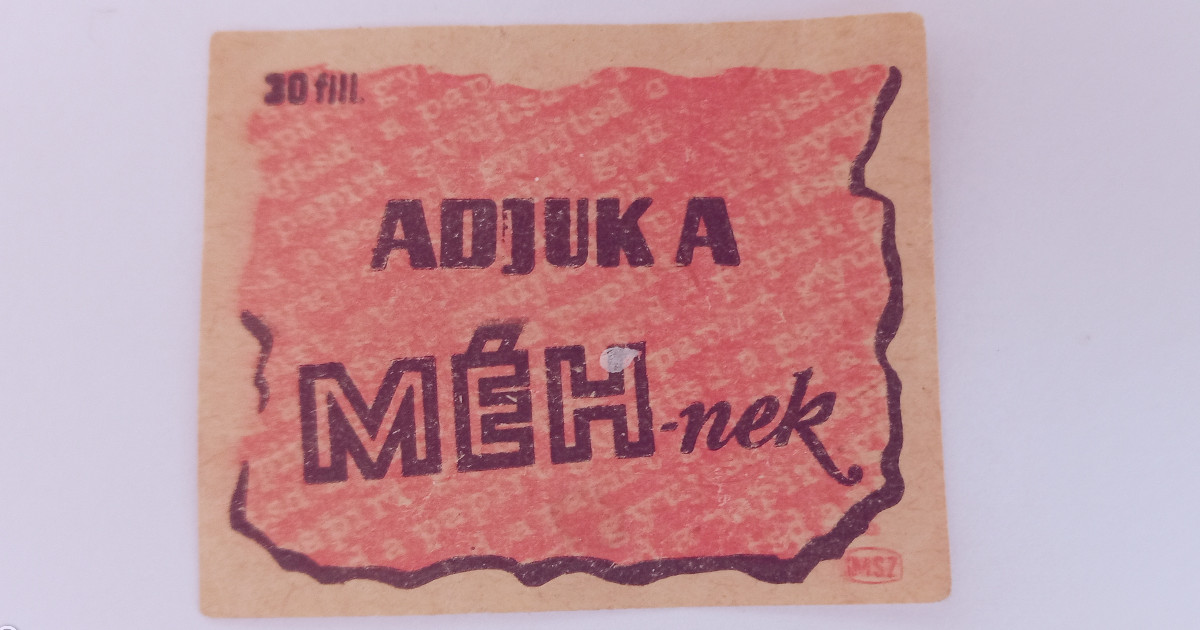 30 fill.
ADJUK A
MÉH-nek
MSZ